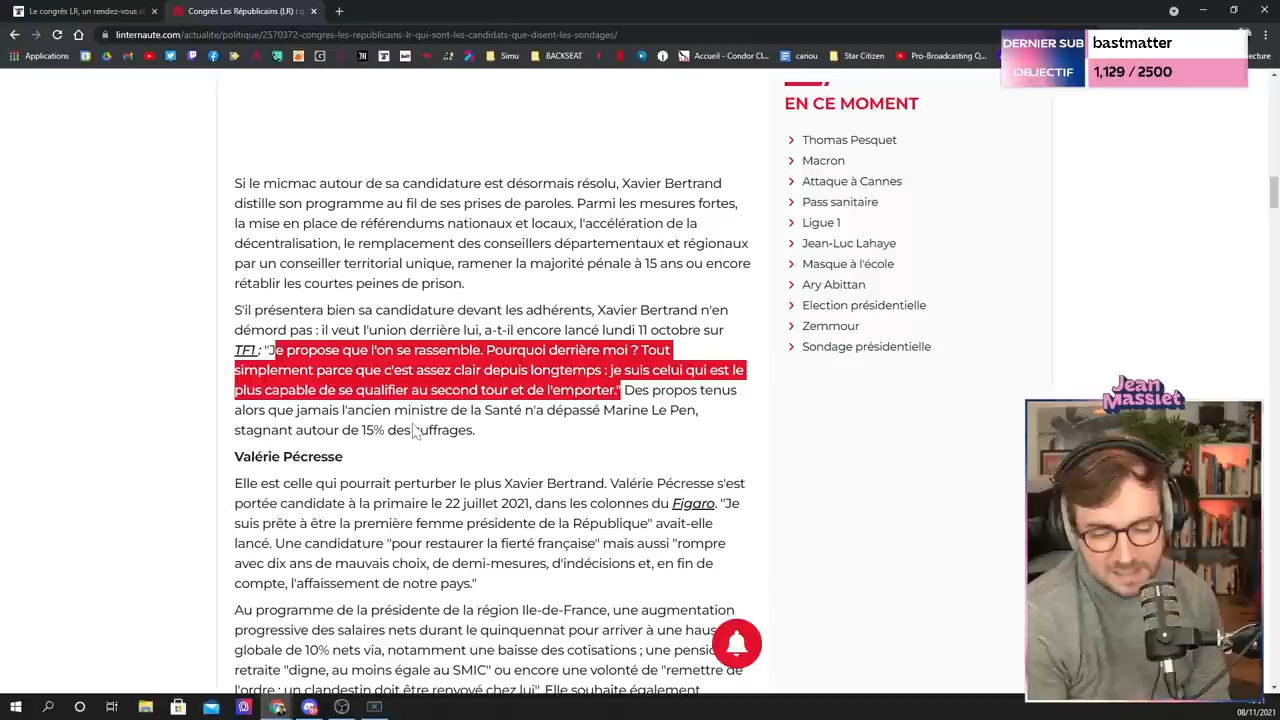 Le congrès LR, un rendez-vous d
Congrès Les Républicains (LR) : q
linternaute.com/actualite/politique/2570372-congres-les-republicains-lr-qui-sont-les-candidats-que-disent-les-sondages/
Applications
Simu
BACKSEAT
Accueil - Condor Cl...
cariou
Star Citizen
Pro-Broadcasting Q...
DERNIER SUB
bastmatter
OBJECTIF
1,129 / 2500
Si le micmac autour de sa candidature est désormais résolu, Xavier Bertrand
distille son programme au fil de ses prises de paroles. Parmi les mesures fortes,
la mise en place de référendums nationaux et locaux, l'accélération de la
décentralisation, le remplacement des conseillers départementaux et régionaux
par un conseiller territorial unique, ramener la majorité pénale à 15 ans ou encore
rétablir les courtes peines de prison.
S'il présentera bien sa candidature devant les adhérents, Xavier Bertrand n'en
démord pas : il veut l'union derrière lui, a-t-il encore lancé lundi 11 octobre sur
TF1 : "Je propose que l'on se rassemble. Pourquoi derrière moi ? Tout
simplement parce que c'est assez clair depuis longtemps : je suis celui qui est le
plus capable de se qualifier au second tour et de l'emporter." Des propos tenus
alors que jamais l'ancien ministre de la Santé n'a dépassé Marine Le Pen,
stagnant autour de 15% des suffrages.
Valérie Pécresse
Elle est celle qui pourrait perturber le plus Xavier Bertrand. Valérie Pécresse s'est
portée candidate à la primaire le 22 juillet 2021, dans les colonnes du Figaro. "Je
suis prête à être la première femme présidente de la République" avait-elle
lancé. Une candidature "pour restaurer la fierté française" mais aussi "rompre
avec dix ans de mauvais choix, de demi-mesures, d'indécisions et, en fin de
compte, l'affaissement de notre pays."
Au programme de la présidente de la région Ile-de-France, une augmentation
progressive des salaires nets durant le quinquennat pour arriver à une haus
globale de 10% nets via, notamment une baisse des cotisations ; une pensio
retraite "digne, au moins égale au SMIC" ou encore une volonté de "remettre de
l'ordre : un clandestin doit être renvoyé chez lui". Elle souhaite également
EN CE MOMENT
Thomas Pesquet
Macron
Attaque à Cannes
Pass sanitaire
Ligue 1
Jean-Luc Lahaye
Masque à l'école
Ary Abittan
Election présidentielle
Zemmour
Sondage présidentielle
Jean
Massiet
08/11/2021